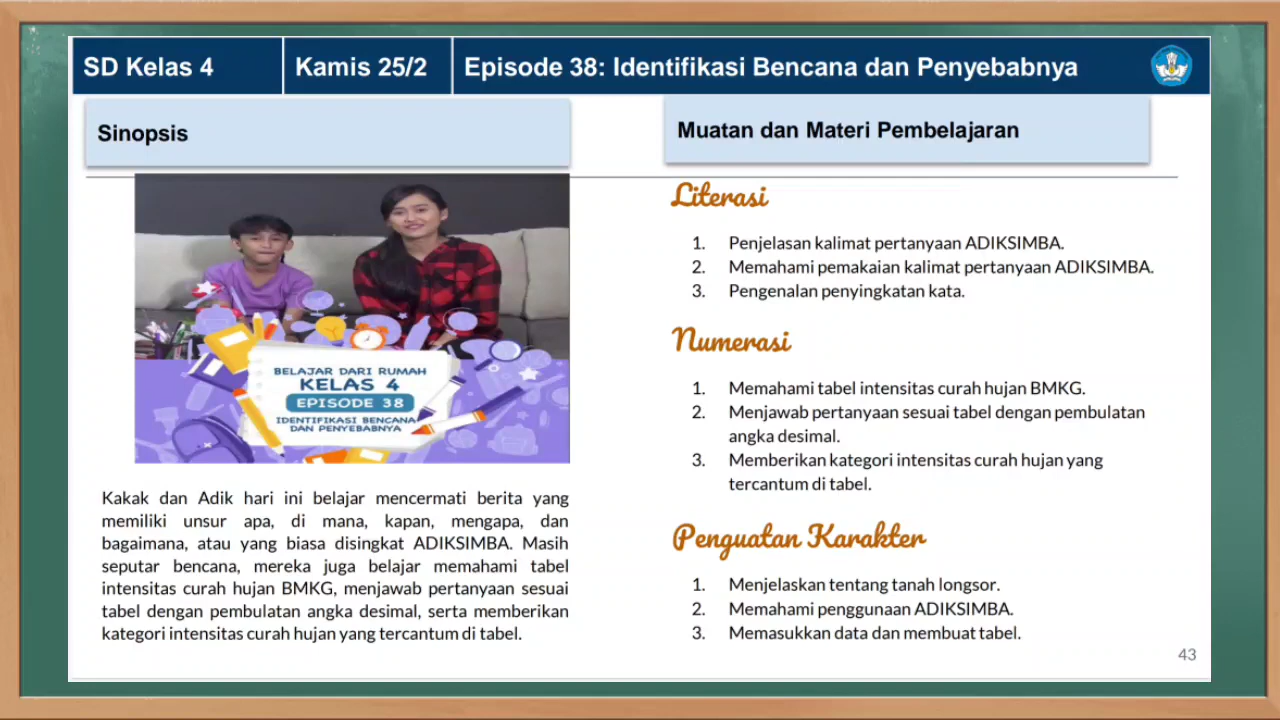 SD Kelas 4
Kamis 25/2
Episode 38: Identifikasi Bencana dan Penyebabnya
Sinopsis
BELAJAR DARI RUMAH
KELAS 4
EPISODE 38
IDENTIFIKASI BENCANA
DAN PENYEBABNYA
Kakak dan Adik hari ini belajar mencermati berita yang
memiliki unsur apa, di mana, kapan, mengapa, dan
bagaimana, atau yang biasa disingkat ADIKSIMBA. Masih
seputar bencana, mereka juga belajar memahami tabel
intensitas curah hujan BMKG, menjawab pertanyaan sesuai
tabel dengan pembulatan angka desimal, serta memberikan
kategori intensitas curah hujan yang tercantum di tabel.
Muatan dan Materi Pembelajaran
Literasi
1. Penjelasan kalimat pertanyaan ADIKSIMBA.
2. Memahami pemakaian kalimat pertanyaan ADIKSIMBA.
3. Pengenalan penyingkatan kata.
Numerasi
1. Memahami tabel intensitas curah hujan BMKG.
2. Menjawab pertanyaan sesuai tabel dengan pembulatan
angka desimal.
3. Memberikan kategori intensitas curah hujan yang
tercantum di tabel.
Penguatan Karakter
1. Menjelaskan tentang tanah longsor.
2. Memahami penggunaan ADIKSIMBA.
3. Memasukkan data dan membuat tabel.
43